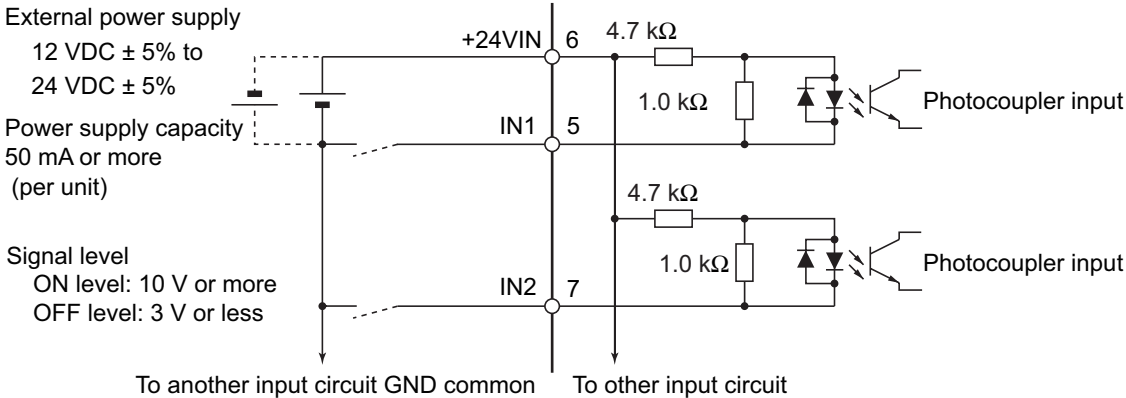 External power supply
12 VDC ± 5% to
24 VDC ± 5%
Power supply capacity
50 mA or more
(per unit)
Signal level
ON level: 10 V or more
OFF level: 3 V or less
+24VIN 6
4.7 kΩ
1.0 kΩ
Photocoupler input
IN1 5
4.7 kΩ
1.0 kΩ
Photocoupler input
IN2 7
To another input circuit GND common
To other input circuit